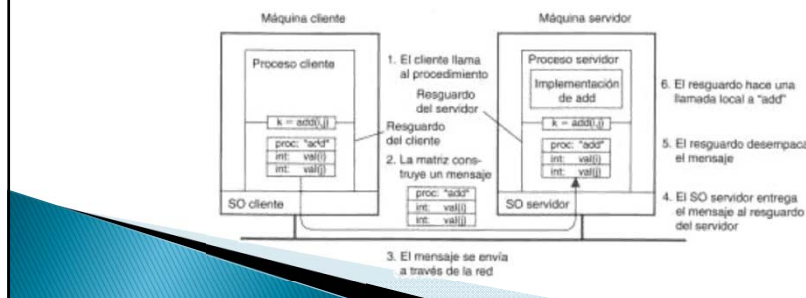 Máquina cliente
Proceso cliente
k = add(i,j)
proc: "add"
int: val(i)
int: val(j)
SO cliente
1. El cliente llama
al procedimiento
Resguardo
del servidor
Resguardo
del cliente
2. La matriz cons-
truye un mensaje
proc: "add"
int: val(i)
int: val(j)
3. El mensaje se envía
a través de la red
Máquina servidor
Proceso servidor
Implementación
de add
k = add(i,j)
proc: "add"
int: val(i)
int: val(j)
SO servidor
6. El resguardo hace una
llamada local a "add"
5. El resguardo desempaca
el mensaje
4. El SO servidor entrega
el mensaje al resguardo
del servidor